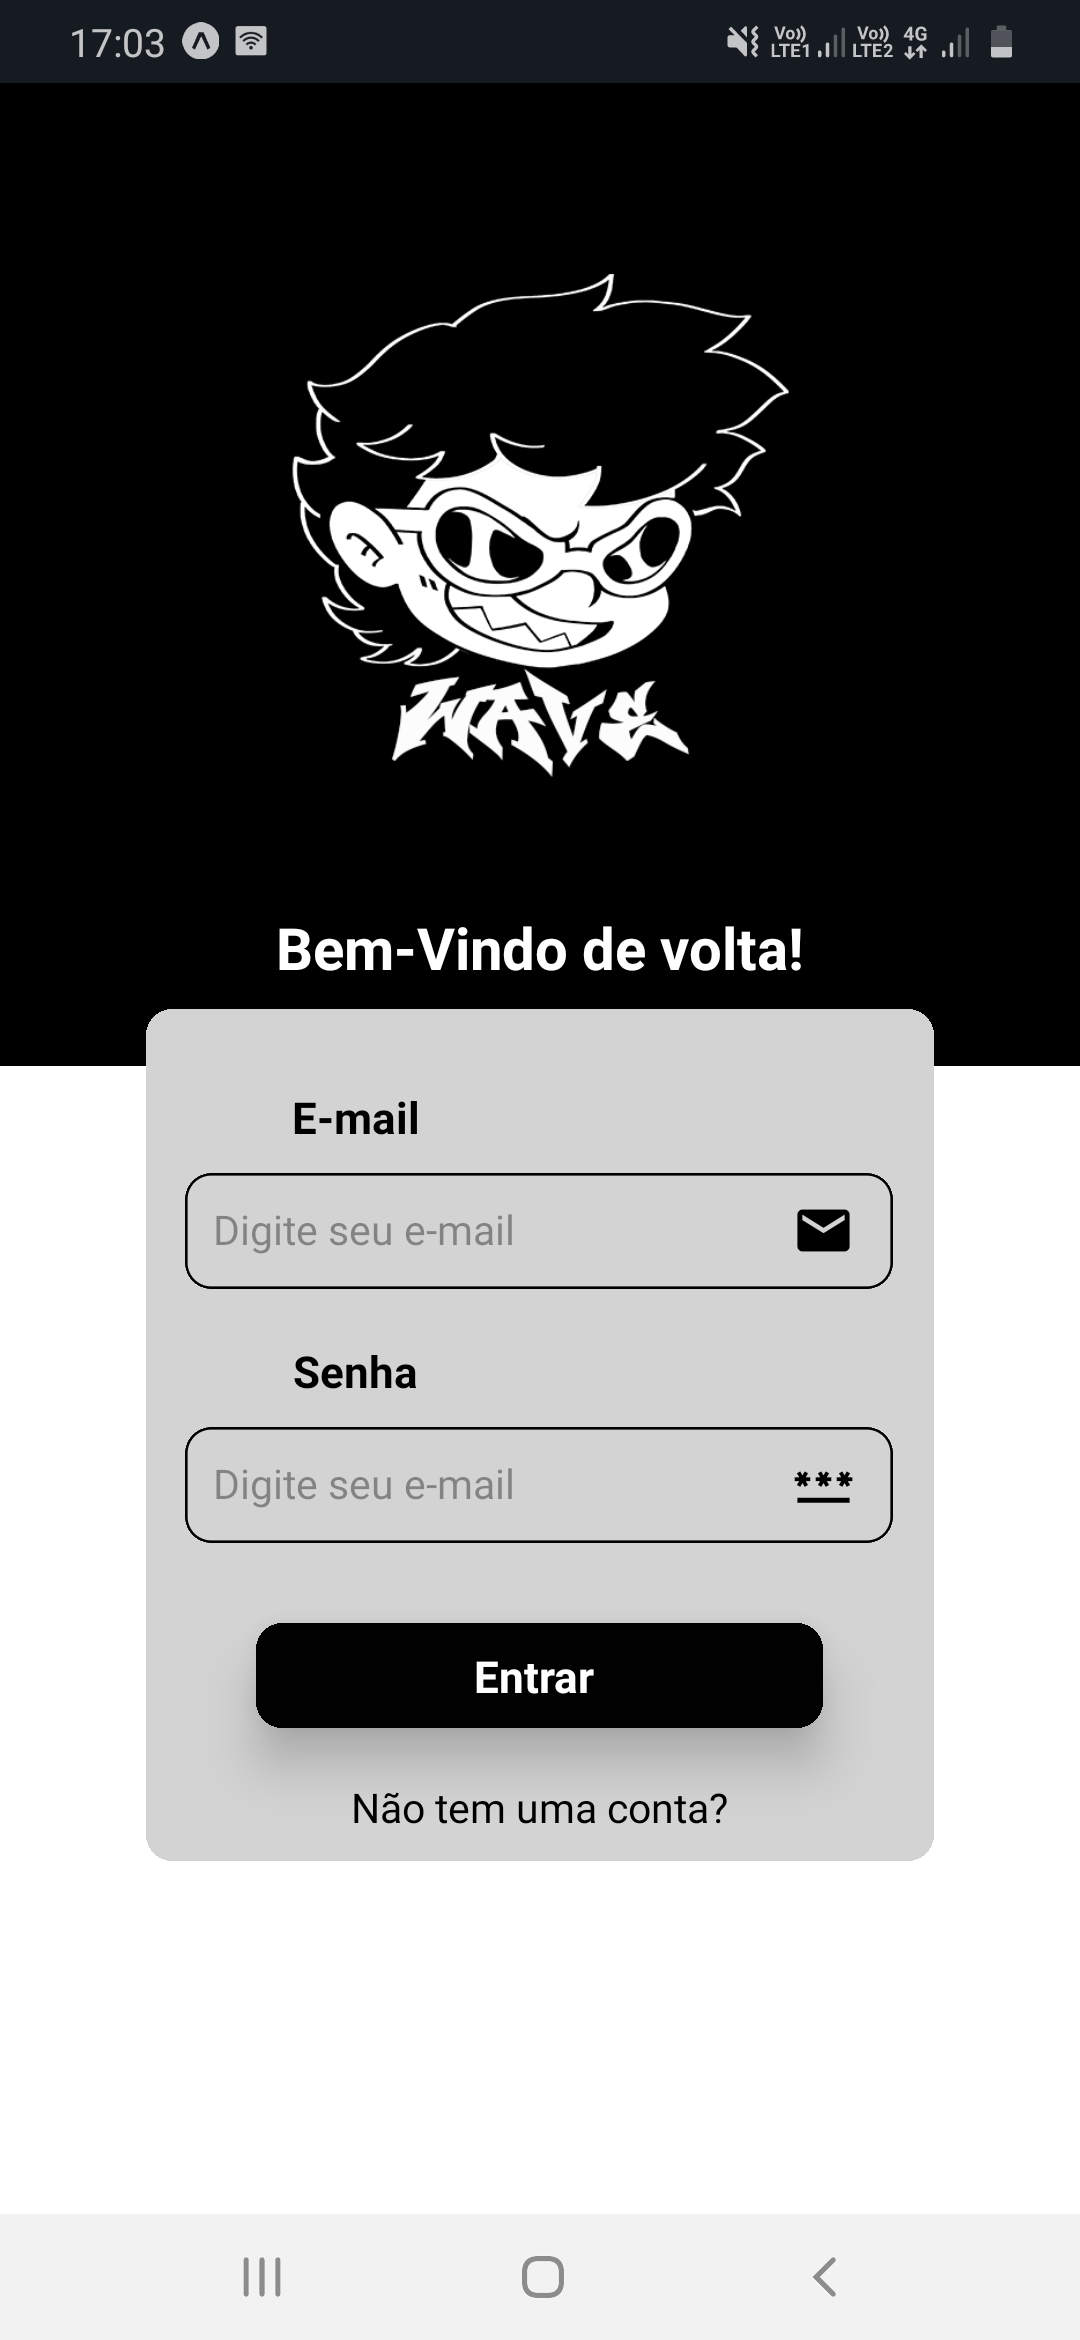 17:03
Vo)) LTE1 Vo)) LTE2 4G
WAVE
Bem-Vindo de volta!
E-mail
Digite seu e-mail
Senha
Digite seu e-mail
***
Entrar
Não tem uma conta?